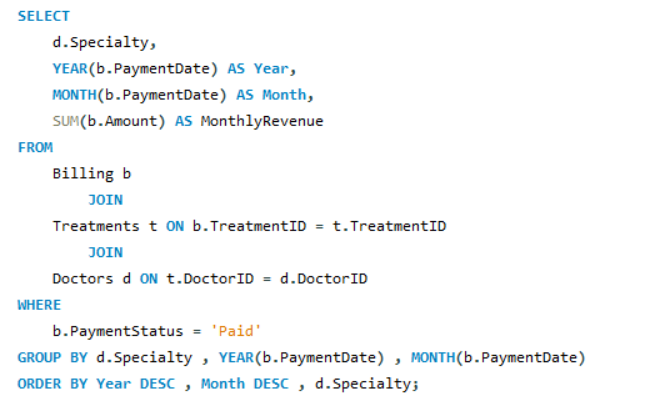 SELECT
    d.Specialty,
    YEAR(b.PaymentDate) AS Year,
    MONTH(b.PaymentDate) AS Month,
    SUM(b.Amount) AS MonthlyRevenue
FROM
    Billing b
        JOIN
    Treatments t ON b.TreatmentID = t.TreatmentID
        JOIN
    Doctors d ON t.DoctorID = d.DoctorID
WHERE
    b.PaymentStatus = 'Paid'
GROUP BY d.Specialty , YEAR(b.PaymentDate) , MONTH(b.PaymentDate)
ORDER BY Year DESC , Month DESC , d.Specialty;